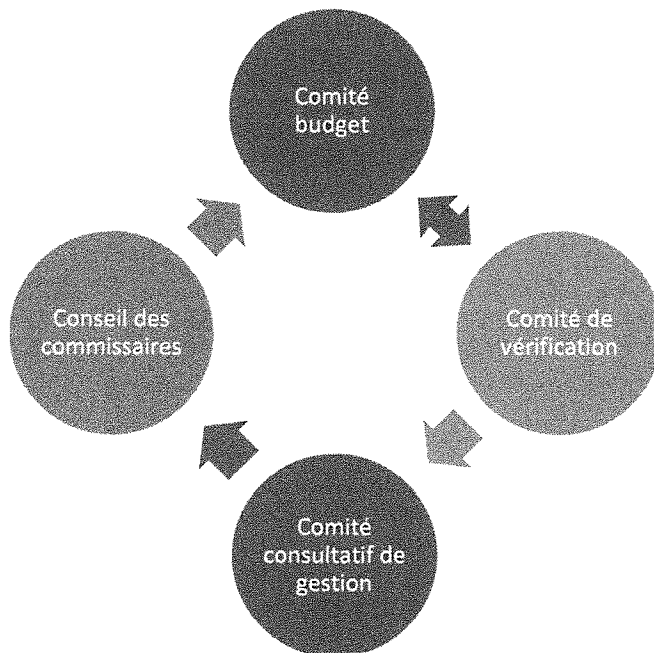 Comité
budget
Conseil des
commissaires
Comité de
vérification
Comité
consultatif de
gestion